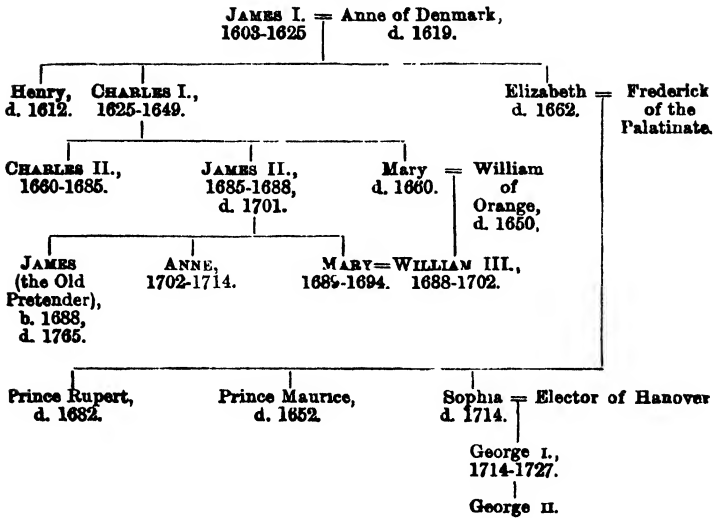 JAMES I. = Anne of Denmark,
1603-1625 d. 1619.
Henry, CHARLES I., Elizabeth = Frederick
d. 1612. 1625-1649. d. 1662. of the
Palatinate.
CHARLES II., JAMES II., Mary = William
1660-1685. 1685-1688, d. 1660. of
d. 1701. Orange,
d. 1650,
JAMES ANNE, MARY=WILLIAM III.,
(the Old 1702-1714. 1689-1694. 1688-1702.
Pretender),
b. 1688,
d. 1765.
Prince Rupert, Prince Maurice, Sophia = Elector of Hanover
d. 1682. d. 1652. d. 1714.
George I.,
1714-1727.
George II.